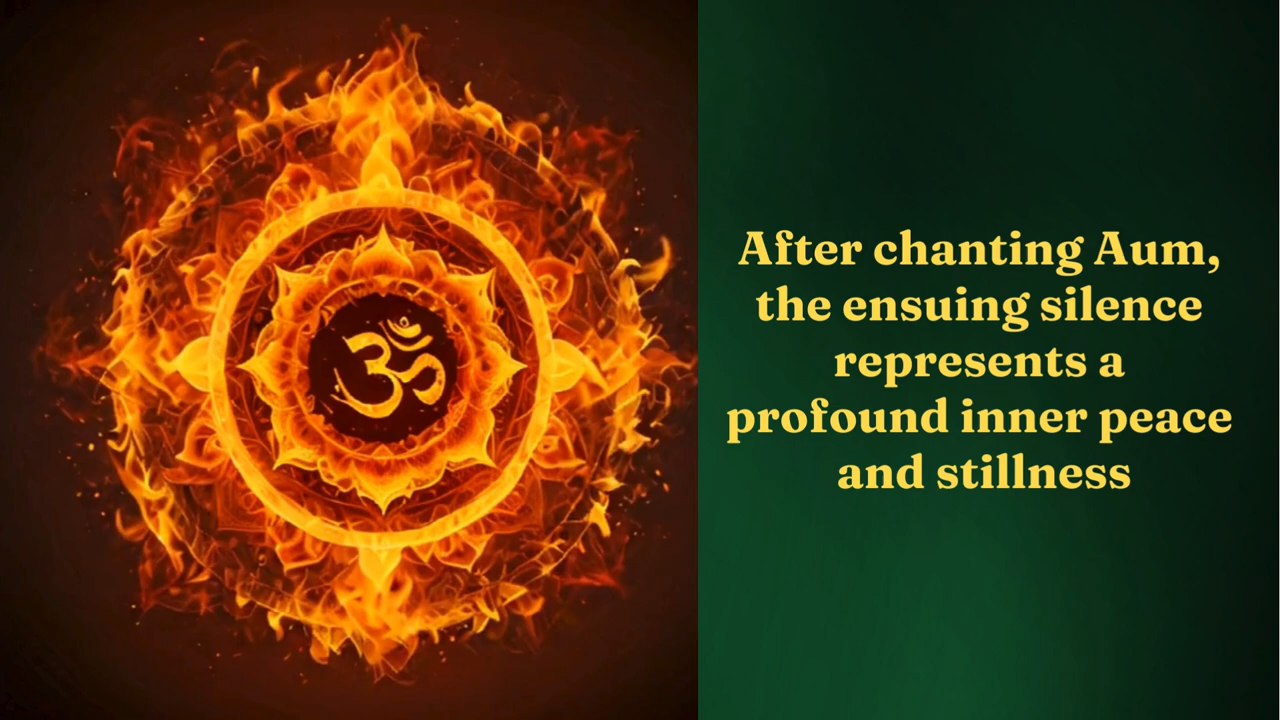 ॐ
After chanting Aum,
the ensuing silence
represents a
profound inner peace
and stillness